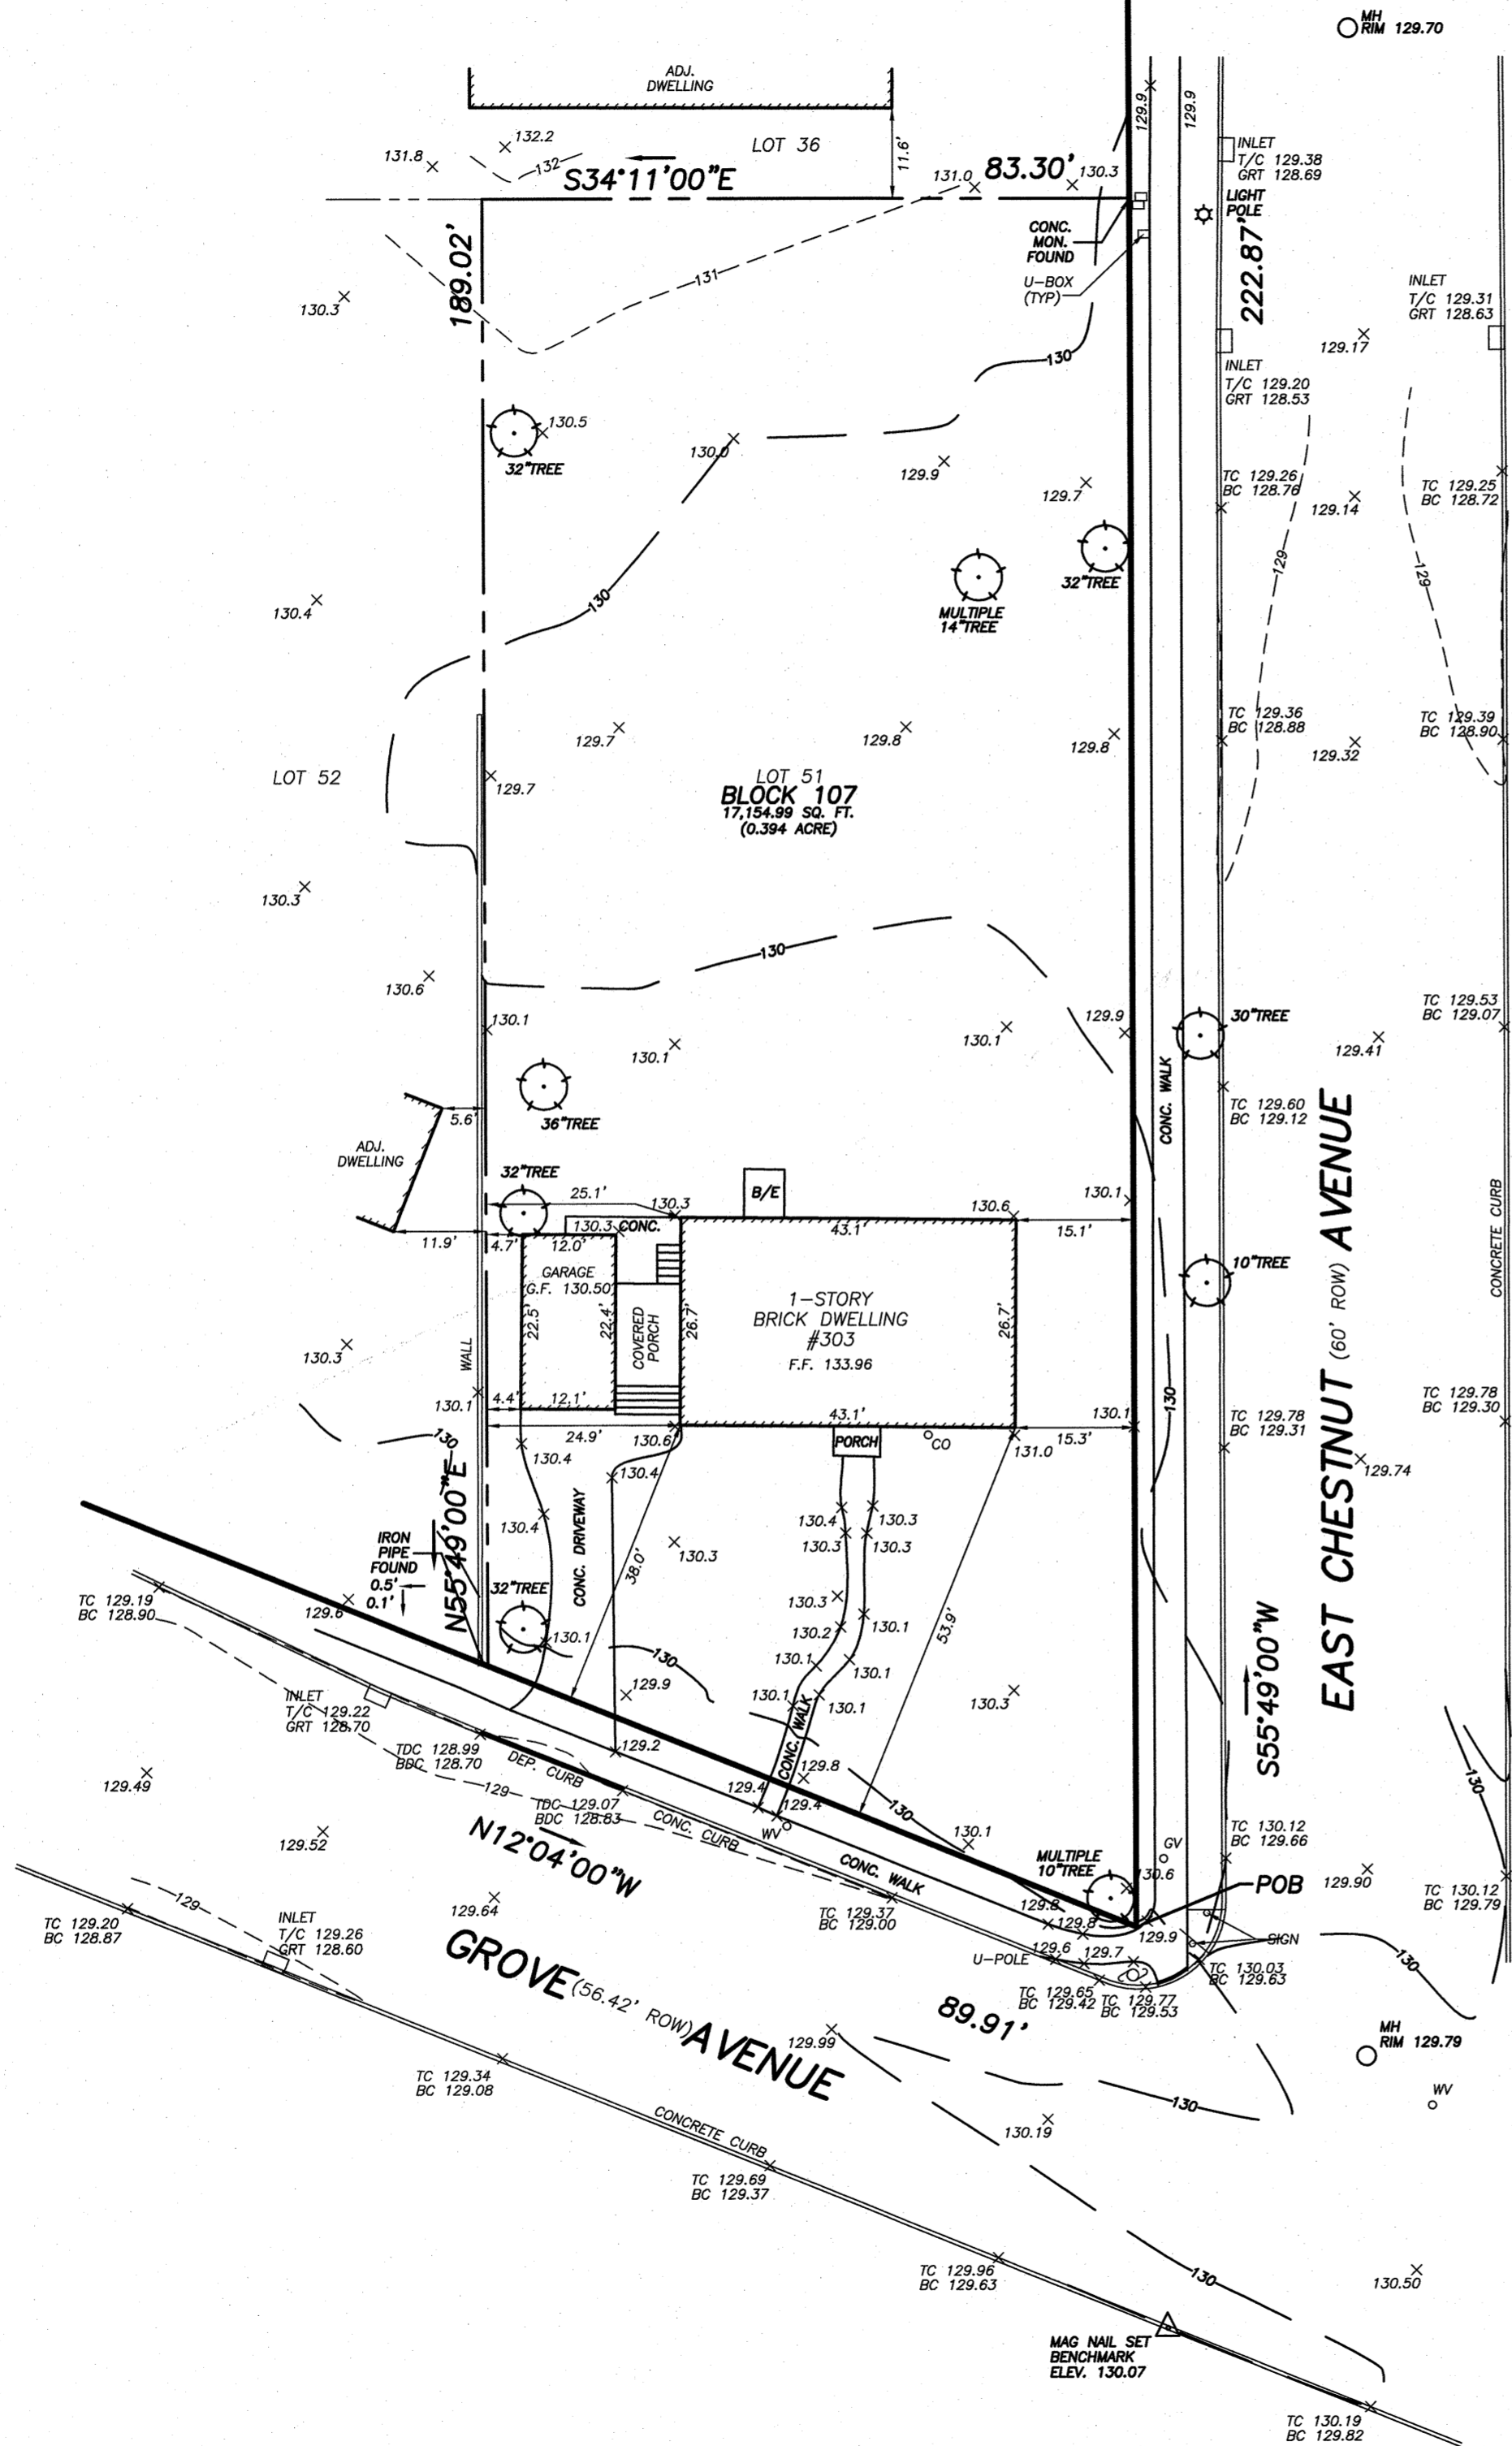 MH
RIM 129.70
ADJ.
DWELLING
129.9
129.9
132.2
131.8
132
LOT 36
11.6'
INLET
T/C 129.38
GRT 128.69
S34°11'00"E
83.30'
131.0
130.3
LIGHT
POLE
CONC.
MON.
FOUND
U-BOX
(TYP)
189.02'
222.87'
131
130.3
INLET
T/C 129.31
GRT 128.63
129.17
130
INLET
T/C 129.20
GRT 128.53
130.5
32"TREE
130.0
129.9
129.7
TC 129.26
BC 128.76
129.14
TC 129.25
BC 128.72
129
129
32"TREE
MULTIPLE
14"TREE
130.4
130
129.7
129.8
129.8
TC 129.36
BC 128.88
129.32
TC 129.39
BC 128.90
LOT 52
129.7
LOT 51
BLOCK 107
17,154.99 SQ. FT.
(0.394 ACRE)
130.3
130
130.6
130.1
130.1
130.1
129.9
30"TREE
129.41
TC 129.53
BC 129.07
CONC. WALK
TC 129.60
BC 129.12
36"TREE
5.6'
ADJ.
DWELLING
32"TREE
25.1'
130.3
B/E
130.6
130.1
11.9'
4.7'
12.0'
130.3
CONC.
43.1'
15.1'
10"TREE
GARAGE
G.F. 130.50
22.5'
22.4'
COVERED
PORCH
26.7'
1-STORY
BRICK DWELLING
#303
F.F. 133.96
26.7'
CONCRETE CURB
EAST CHESTNUT (60' ROW) AVENUE
130.3
WALL
130.1
4.4'
12.1'
24.9'
130.6
43.1'
PORCH
CO
131.0
15.3'
130.1
130
TC 129.78
BC 129.31
TC 129.78
BC 129.30
129.74
130
130.4
130.4
130.4
N55°49'00"E
IRON
PIPE
FOUND
0.5'
0.1'
CONC. DRIVEWAY
38.0'
130.3
130.4
130.3
130.3
130.3
130.3
130.2
130.1
130.1
130.1
130.1
130.1
53.9'
130.3
S55°49'00"W
TC 129.19
BC 128.90
129.6
32"TREE
130.1
130
129.9
INLET
T/C 129.22
GRT 128.70
129.2
TDC 128.99
BDC 128.70
DEP. CURB
129
TDC 129.07
BDC 128.83
CONC. CURB
CONC. WALK
129.8
129.4
129.4
WV
130
130.1
129.49
129.52
N12°04'00"W
CONC. WALK
MULTIPLE
10"TREE
130.6
GV
TC 130.12
BC 129.66
130
POB
129.90
TC 130.12
BC 129.79
129
TC 129.20
BC 128.87
INLET
T/C 129.26
GRT 128.60
129.64
TC 129.37
BC 129.00
129.8
129.8
129.9
SIGN
U-POLE
129.6
129.7
TC 130.03
BC 129.63
130
TC 129.65
BC 129.42
TC 129.77
BC 129.53
GROVE (56.42' ROW) AVENUE
89.91'
129.99
MH
RIM 129.79
WV
TC 129.34
BC 129.08
130
130.19
CONCRETE CURB
TC 129.69
BC 129.37
TC 129.96
BC 129.63
130
130.50
MAG NAIL SET
BENCHMARK
ELEV. 130.07
TC 130.19
BC 129.82